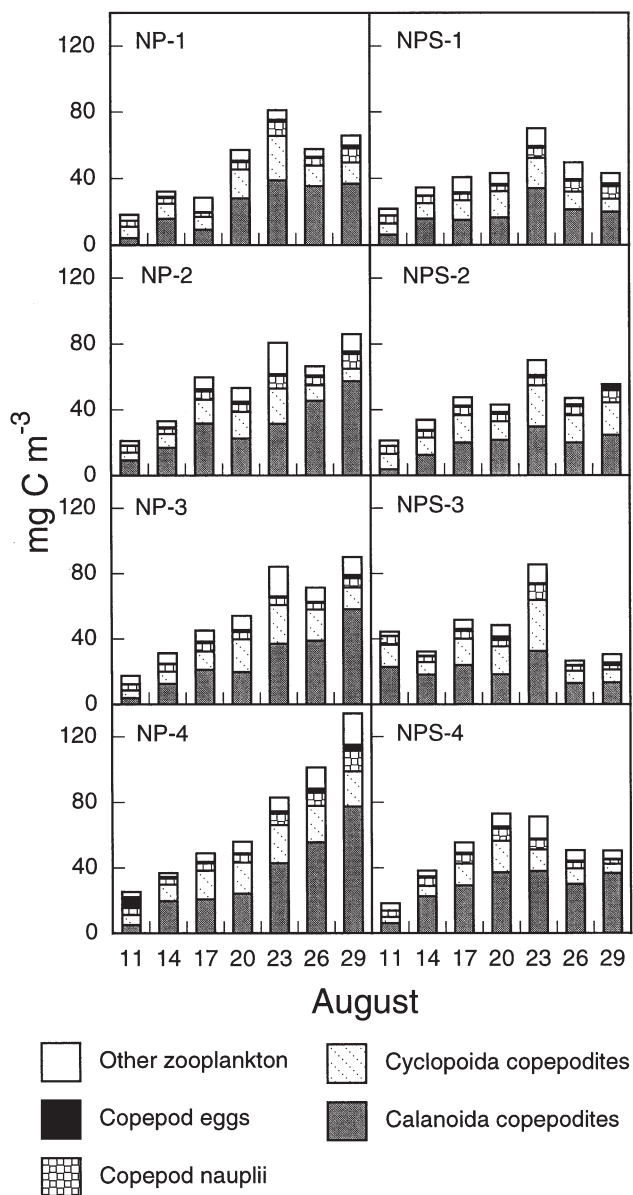 NP-1 NPS-1
120
80
40
0
NP-2 NPS-2
120
80
40
0
NP-3 NPS-3
120
80
40
0
NP-4 NPS-4
120
80
40
0
mg C m-3
11 14 17 20 23 26 29 11 14 17 20 23 26 29
August
Other zooplankton
Copepod eggs
Copepod nauplii
Cyclopoida copepodites
Calanoida copepodites